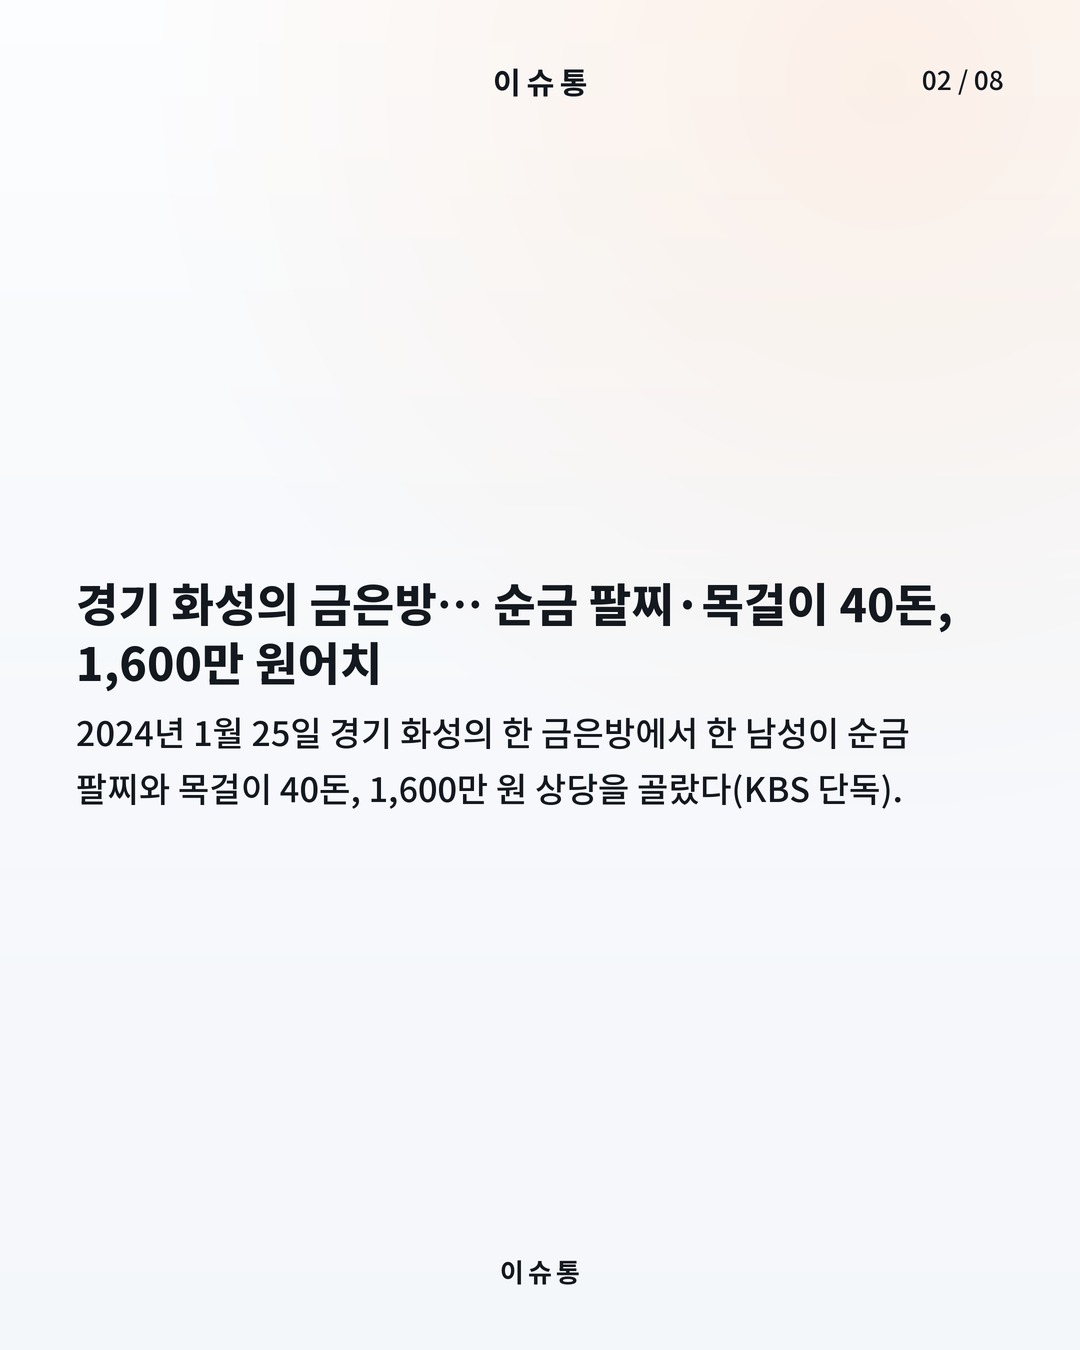 이슈통
02 / 08
경기 화성의 금은방… 순금 팔찌·목걸이 40돈,
1,600만 원어치
2024년 1월 25일 경기 화성의 한 금은방에서 한 남성이 순금
팔찌와 목걸이 40돈, 1,600만 원 상당을 골랐다(KBS 단독).
이슈통